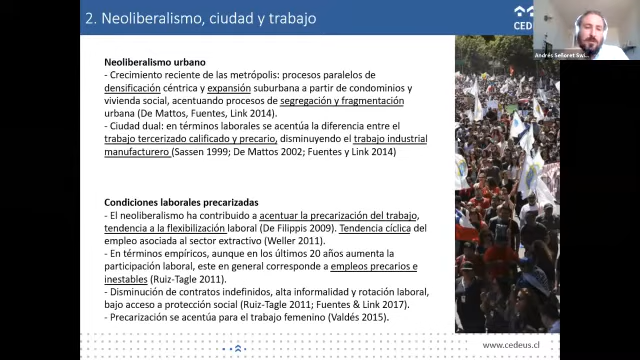 2. Neoliberalismo, ciudad y trabajo
CEDEUS
Andrés Señoret Swi...
Neoliberalismo urbano
- Crecimiento reciente de las metrópolis: procesos paralelos de
densificación céntrica y expansión suburbana a partir de condominios y
vivienda social, acentuando procesos de segregación y fragmentación
urbana (De Mattos, Fuentes, Link 2014).
- Ciudad dual: en términos laborales se acentúa la diferencia entre el
trabajo tercerizado calificado y precario, disminuyendo el trabajo industrial
manufacturero (Sassen 1999; De Mattos 2002; Fuentes y Link 2014)
Condiciones laborales precarizadas
- El neoliberalismo ha contribuido a acentuar la precarización del trabajo,
tendencia a la flexibilización laboral (De Filippis 2009). Tendencia cíclica del
empleo asociada al sector extractivo (Weller 2011).
- En términos empíricos, aunque en los últimos 20 años aumenta la
participación laboral, este en general corresponde a empleos precarios e
inestables (Ruiz-Tagle 2011).
- Disminución de contratos indefinidos, alta informalidad y rotación laboral,
bajo acceso a protección social (Ruiz-Tagle 2011; Fuentes & Link 2017).
- Precarización se acentúa para el trabajo femenino (Valdés 2015).
www.cedeus.cl